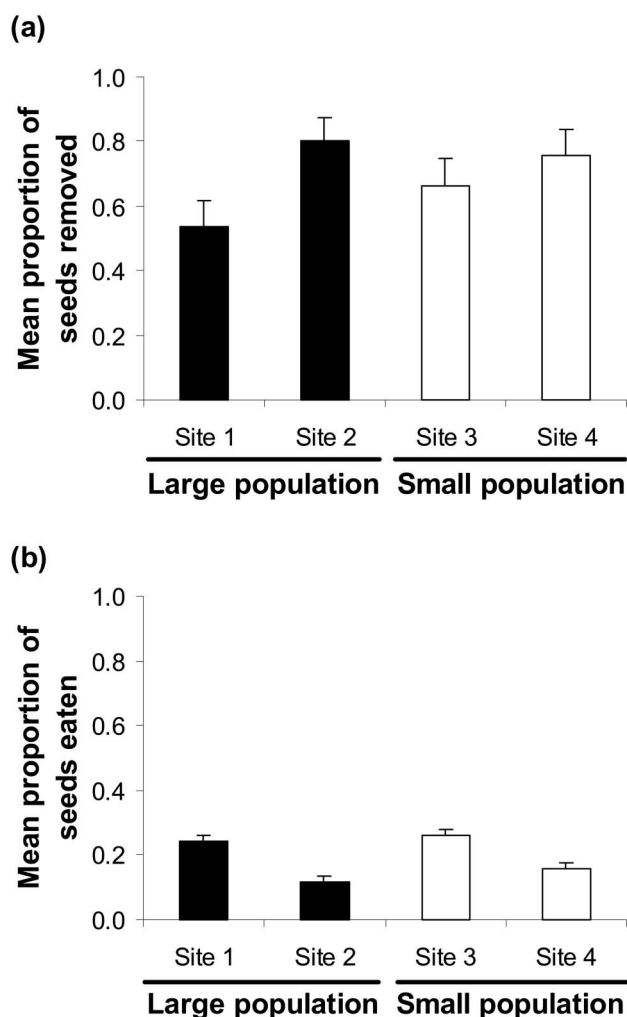 (a)
Mean proportion of
seeds removed
1.0
0.8
0.6
0.4
0.2
0.0
Site 1 Site 2 Site 3 Site 4
Large population Small population
(b)
Mean proportion of
seeds eaten
1.0
0.8
0.6
0.4
0.2
0.0
Site 1 Site 2 Site 3 Site 4
Large population Small population